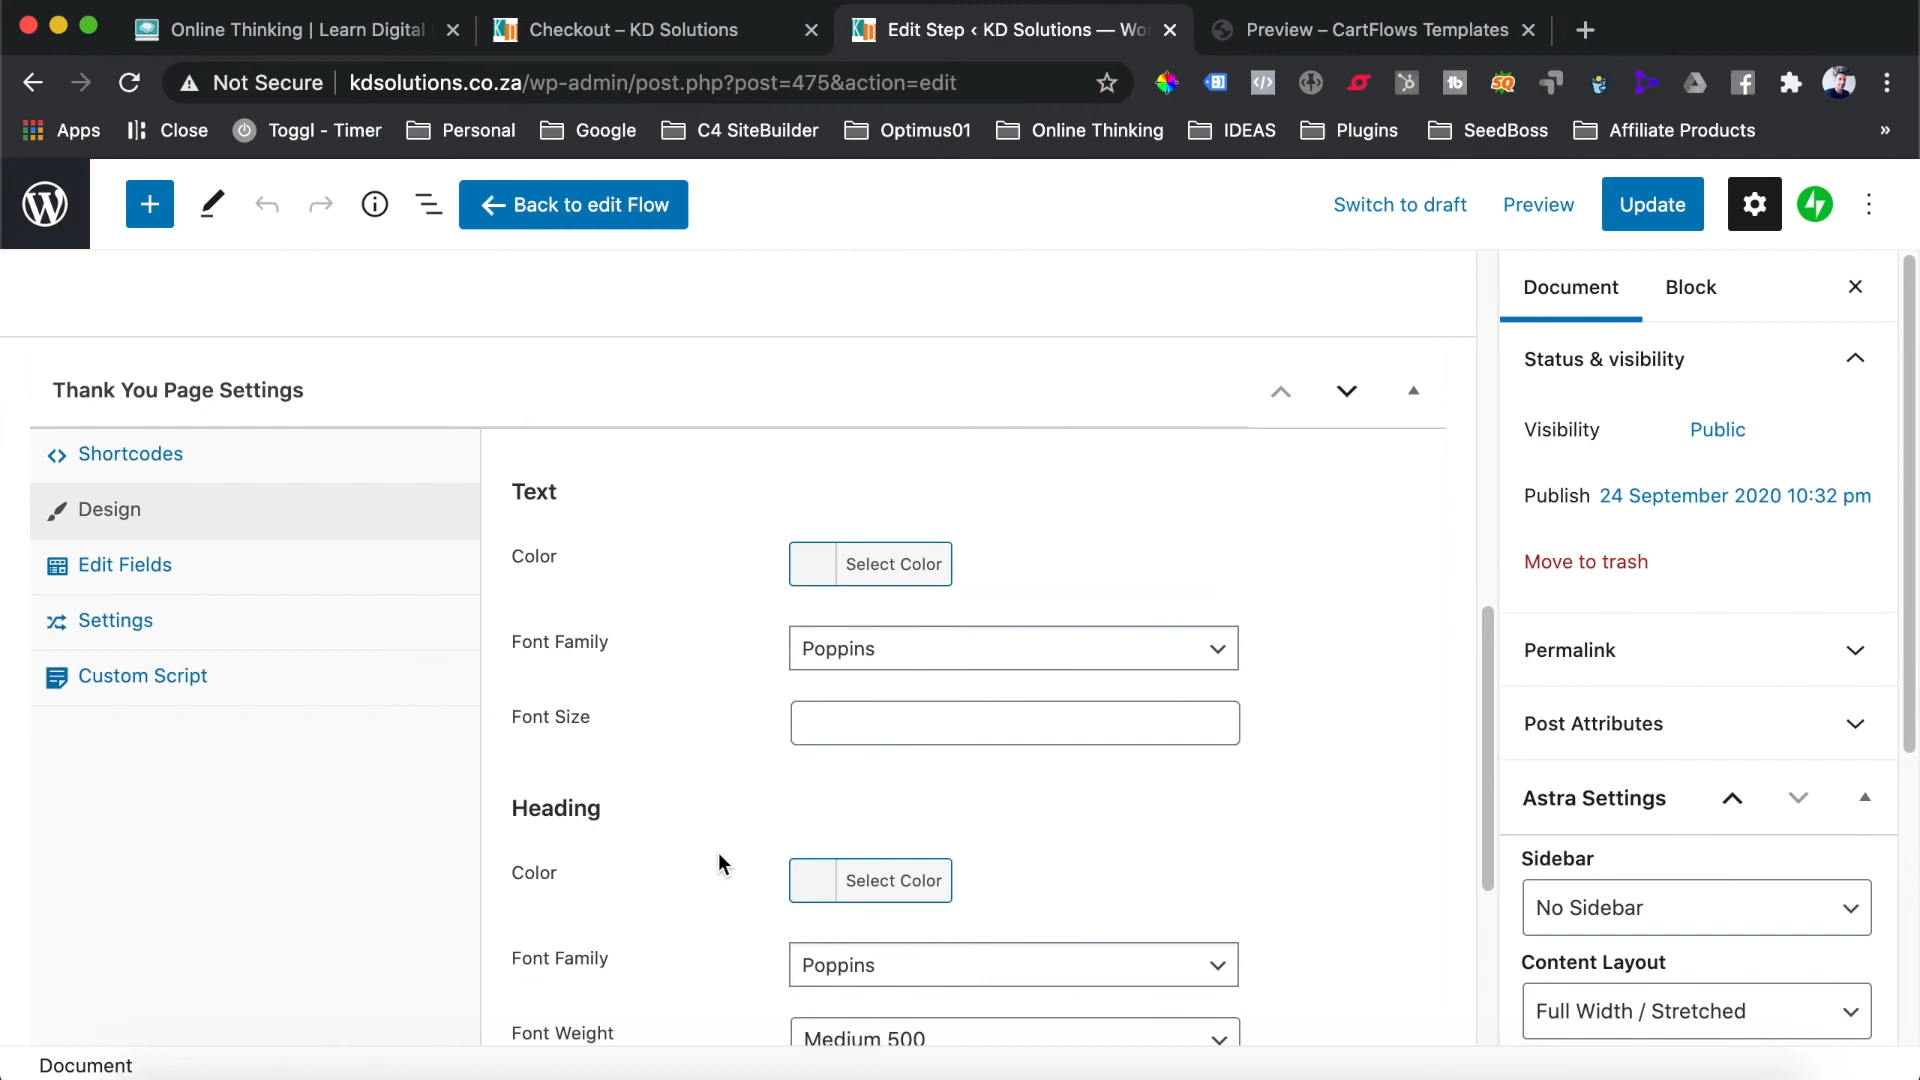 Online Thinking | Learn Digital
Checkout – KD Solutions
Edit Step ‹ KD Solutions — Wo
Preview – CartFlows Templates
Not Secure
kdsolutions.co.za/wp-admin/post.php?post=475&action=edit
Apps
Close
Toggl - Timer
Personal
Google
C4 SiteBuilder
Optimus01
Online Thinking
IDEAS
Plugins
SeedBoss
Affiliate Products
»
Back to edit Flow
Switch to draft
Preview
Update
Document
Block
Status & visibility
Visibility
Public
Publish
24 September 2020 10:32 pm
Move to trash
Permalink
Post Attributes
Astra Settings
Sidebar
No Sidebar
Content Layout
Full Width / Stretched
Thank You Page Settings
Shortcodes
Design
Edit Fields
Settings
Custom Script
Text
Color
Select Color
Font Family
Poppins
Font Size
Heading
Color
Select Color
Font Family
Poppins
Font Weight
Medium 500
Document